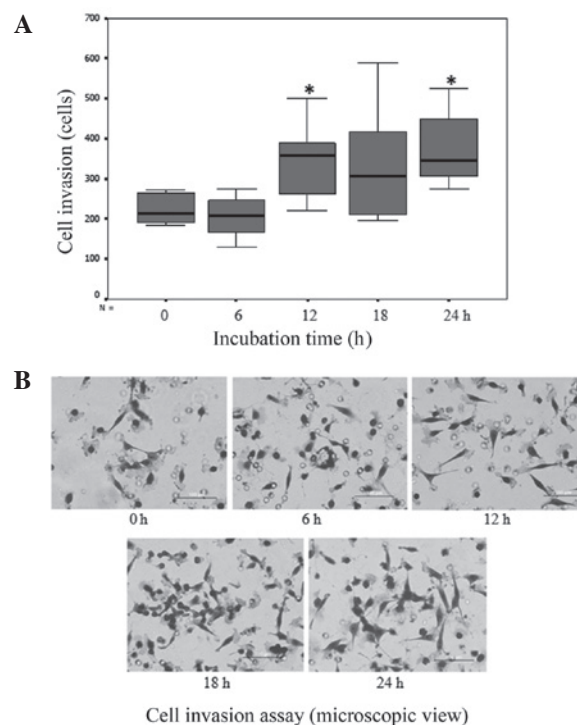 A
Cell invasion (cells)
700
600
500
400
300
200
100
0
* *
N =
0 6 12 18 24 h
Incubation time (h)
B
0 h 6 h 12 h
18 h 24 h
Cell invasion assay (microscopic view)